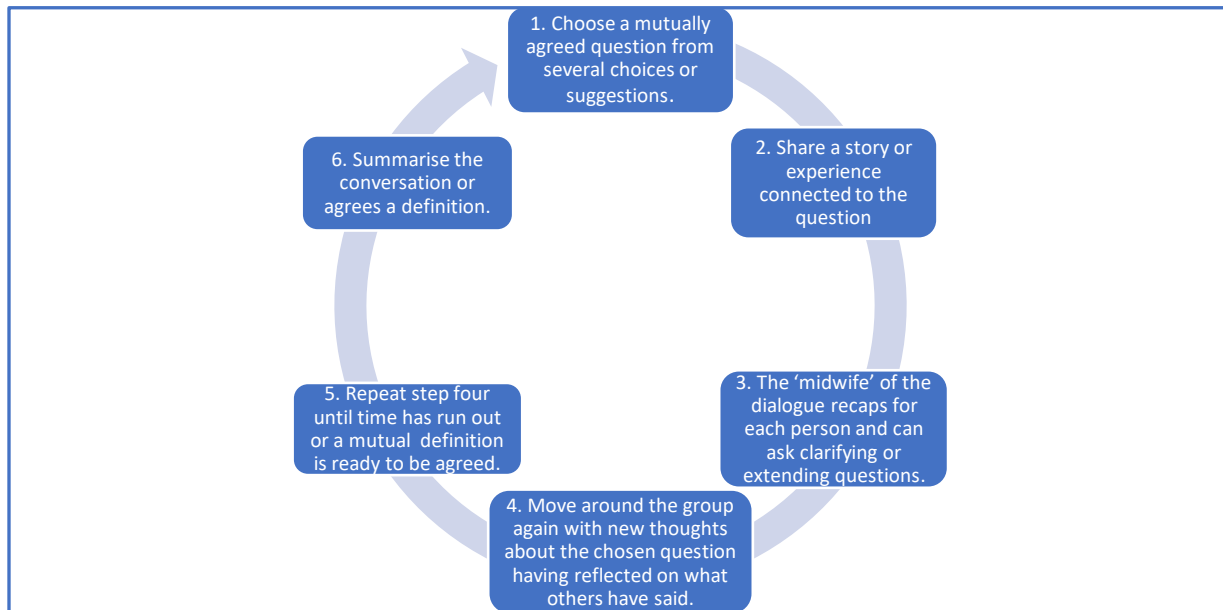 1. Choose a mutually
agreed question from
several choices or
suggestions.
2. Share a story or
experience
connected to the
question
3. The ‘midwife’ of the
dialogue recaps for
each person and can
ask clarifying or
extending questions.
4. Move around the group
again with new thoughts
about the chosen question
having reflected on what
others have said.
5. Repeat step four
until time has run out
or a mutual definition
is ready to be agreed.
6. Summarise the
conversation or
agrees a definition.